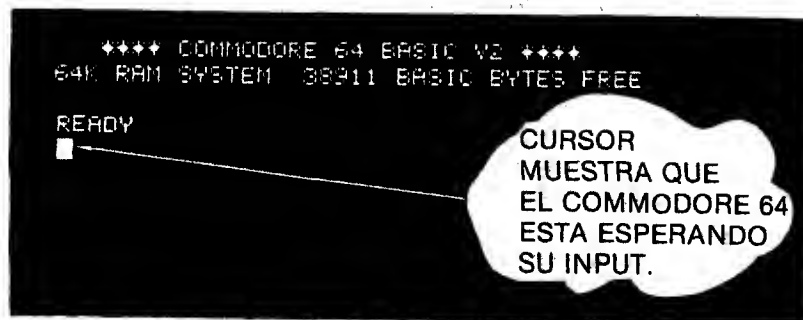 **** COMMODORE 64 BASIC V2 ****
64K RAM SYSTEM 38911 BASIC BYTES FREE
READY
CURSOR
MUESTRA QUE
EL COMMODORE 64
ESTA ESPERANDO
SU INPUT.